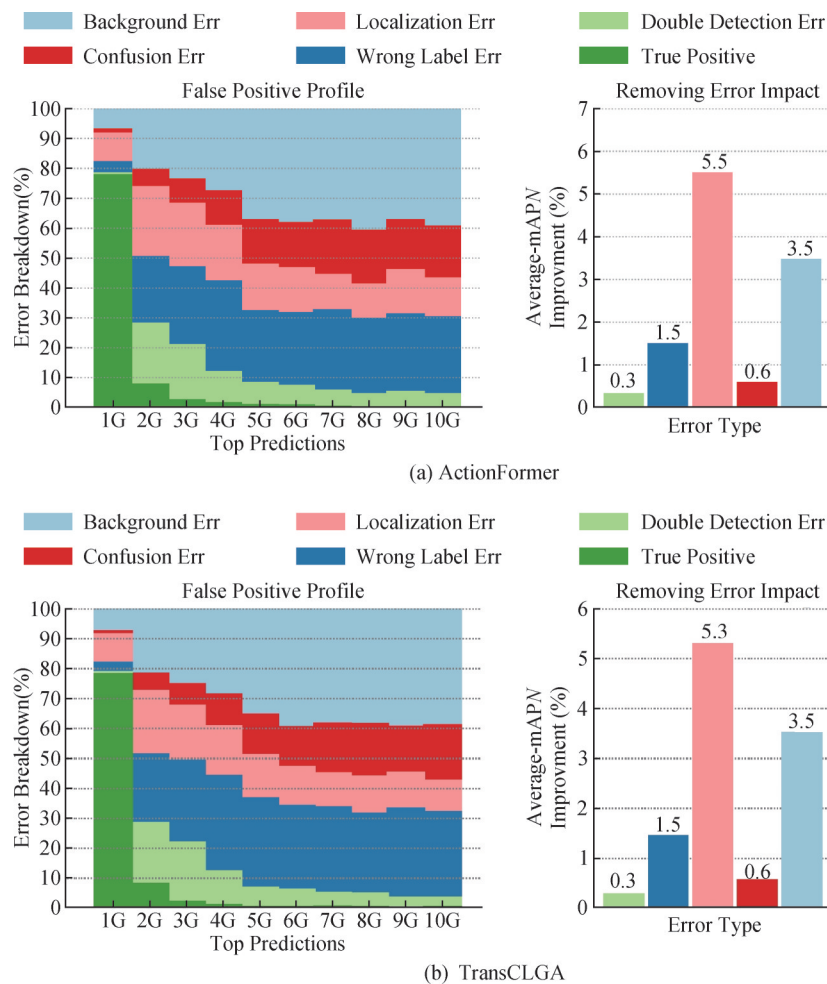 Background Err Localization Err Double Detection Err
Confusion Err Wrong Label Err True Positive
False Positive Profile
Error Breakdown(%)
100
90
80
70
60
50
40
30
20
10
0
1G 2G 3G 4G 5G 6G 7G 8G 9G 10G
Top Predictions
Removing Error Impact
Average-mAPN
Improvment (%)
7
6
5
4
3
2
1
0
0.3 1.5 5.5 0.6 3.5
Error Type
(a) ActionFormer
Background Err Localization Err Double Detection Err
Confusion Err Wrong Label Err True Positive
False Positive Profile
Error Breakdown(%)
100
90
80
70
60
50
40
30
20
10
0
1G 2G 3G 4G 5G 6G 7G 8G 9G 10G
Top Predictions
Removing Error Impact
Average-mAPN
Improvment (%)
6
5
4
3
2
1
0
0.3 1.5 5.3 0.6 3.5
Error Type
(b) TransCLGA